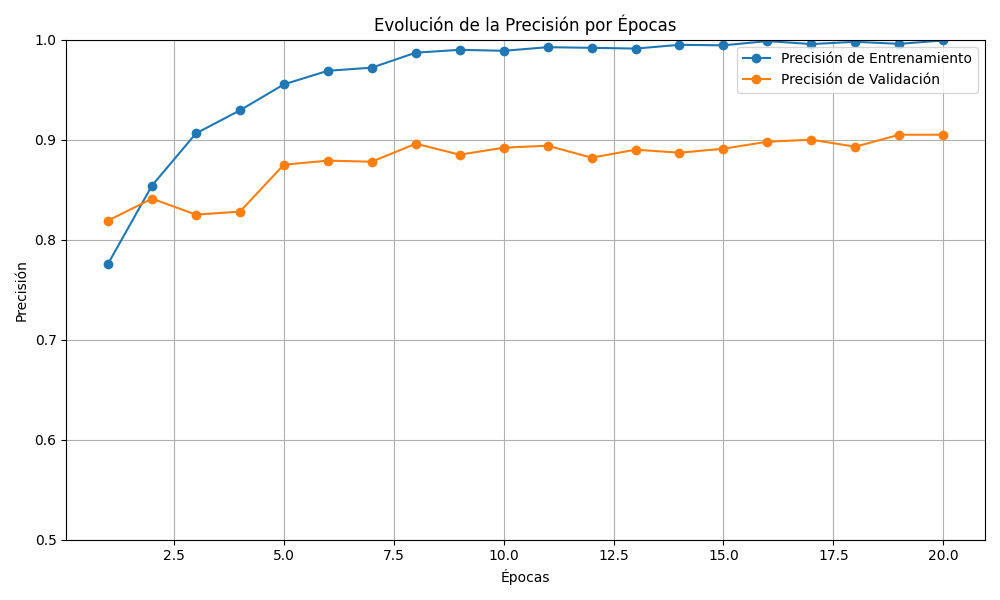 Evolución de la Precisión por Épocas
Precisión de Entrenamiento
Precisión de Validación
1.0
0.9
0.8
0.7
0.6
0.5
Precisión
2.5 5.0 7.5 10.0 12.5 15.0 17.5 20.0
Épocas